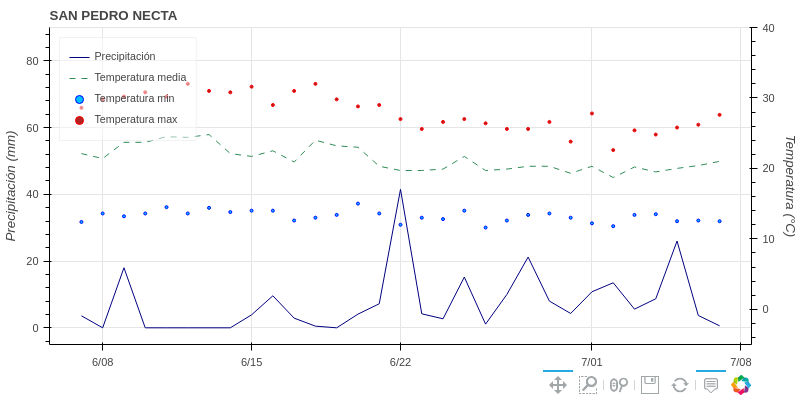 SAN PEDRO NECTA
Precipitación
Temperatura media
Temperatura min
Temperatura max
Precipitación (mm)
80
60
40
20
0
Temperatura (°C)
40
30
20
10
0
6/08 6/15 6/22 7/01 7/08